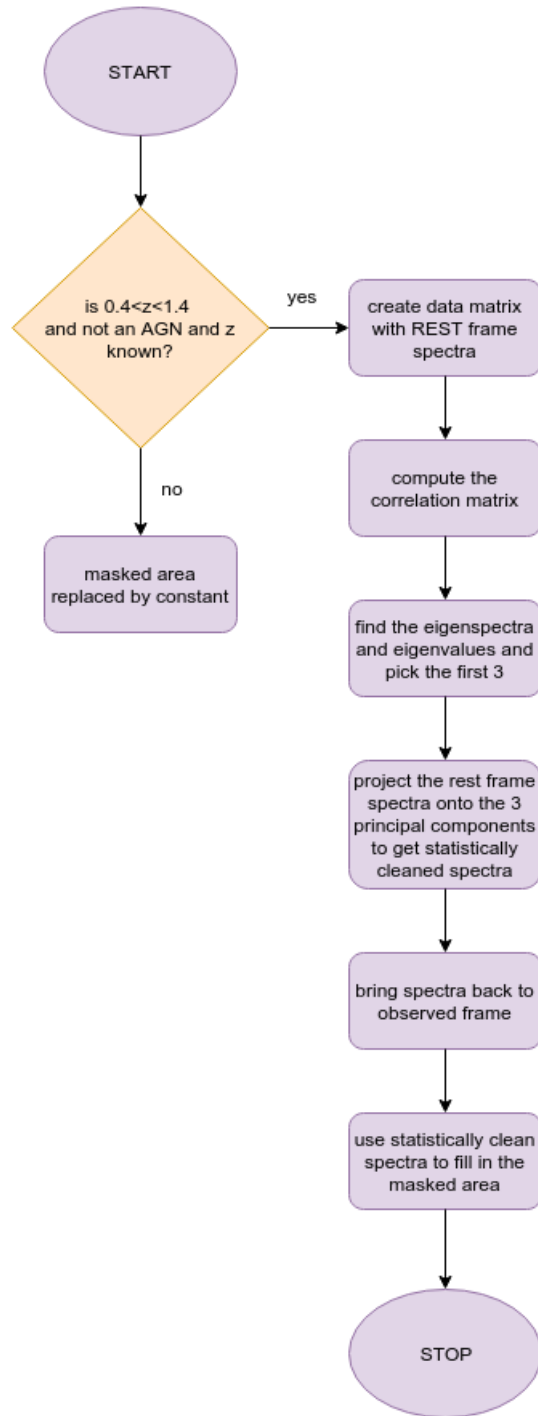 START
is 0.4<z<1.4
and not an AGN and z
known?
yes
create data matrix
with REST frame
spectra
no
masked area
replaced by constant
compute the
correlation matrix
find the eigenspectra
and eigenvalues and
pick the first 3
project the rest frame
spectra onto the 3
principal components
to get statistically
cleaned spectra
bring spectra back to
observed frame
use statistically clean
spectra to fill in the
masked area
STOP